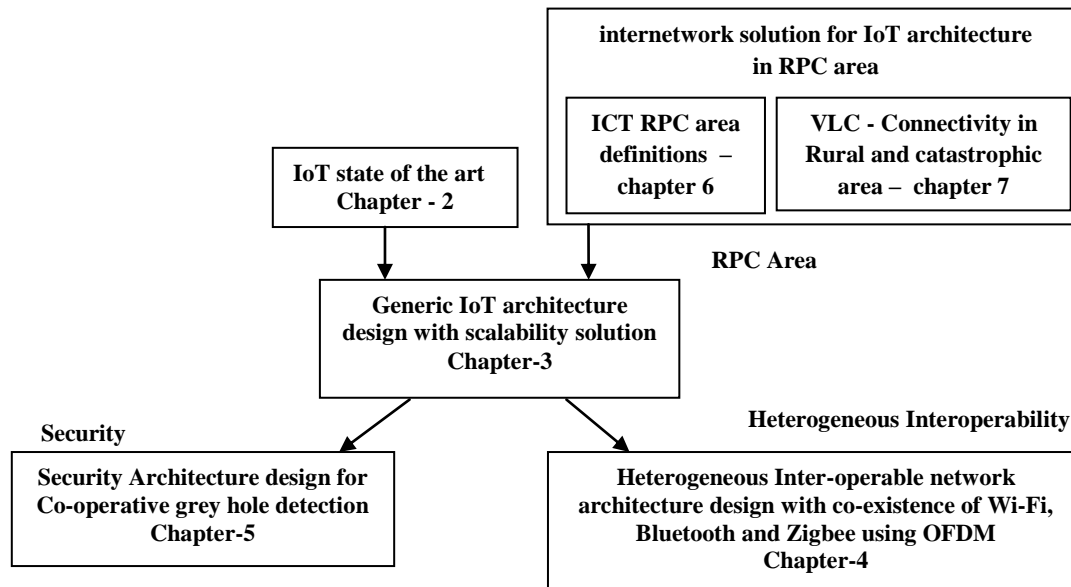 internetwork solution for IoT architecture
in RPC area
ICT RPC area
definitions –
chapter 6
VLC - Connectivity in
Rural and catastrophic
area – chapter 7
IoT state of the art
Chapter - 2
RPC Area
Generic IoT architecture
design with scalability solution
Chapter-3
Security
Heterogeneous Interoperability
Security Architecture design for
Co-operative grey hole detection
Chapter-5
Heterogeneous Inter-operable network
architecture design with co-existence of Wi-Fi,
Bluetooth and Zigbee using OFDM
Chapter-4